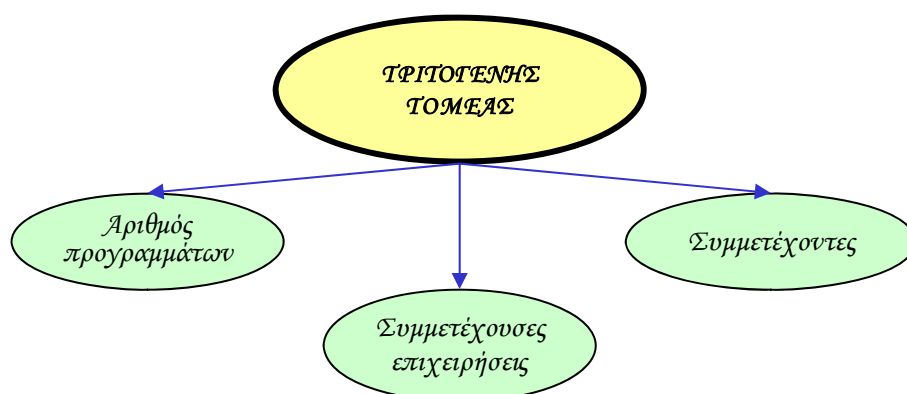 ΤΡΙΤΟΓΕΝΗΣ
ΤΟΜΕΑΣ
Αριθμός
προγραμμάτων
Συμμετέχοντες
Συμμετέχουσες
επιχειρήσεις